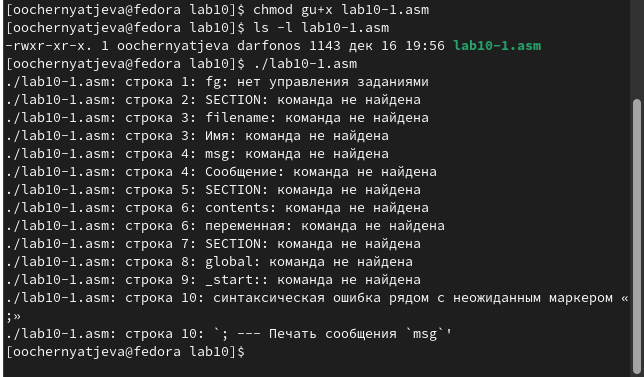 [oochernyatjeva@fedora lab10]$ chmod gu+x lab10-1.asm
[oochernyatjeva@fedora lab10]$ ls -l lab10-1.asm
-rwxr-xr-x. 1 oochernyatjeva darfonos 1143 дек 16 19:56 lab10-1.asm
[oochernyatjeva@fedora lab10]$ ./lab10-1.asm
./lab10-1.asm: строка 1: fg: нет управления заданиями
./lab10-1.asm: строка 2: SECTION: команда не найдена
./lab10-1.asm: строка 3: filename: команда не найдена
./lab10-1.asm: строка 3: Имя: команда не найдена
./lab10-1.asm: строка 4: msg: команда не найдена
./lab10-1.asm: строка 4: Сообщение: команда не найдена
./lab10-1.asm: строка 5: SECTION: команда не найдена
./lab10-1.asm: строка 6: contents: команда не найдена
./lab10-1.asm: строка 6: переменная: команда не найдена
./lab10-1.asm: строка 7: SECTION: команда не найдена
./lab10-1.asm: строка 8: global: команда не найдена
./lab10-1.asm: строка 9: _start:: команда не найдена
./lab10-1.asm: строка 10: синтаксическая ошибка рядом с неожиданным маркером «
;»
./lab10-1.asm: строка 10: `; --- Печать сообщения `msg`'
[oochernyatjeva@fedora lab10]$